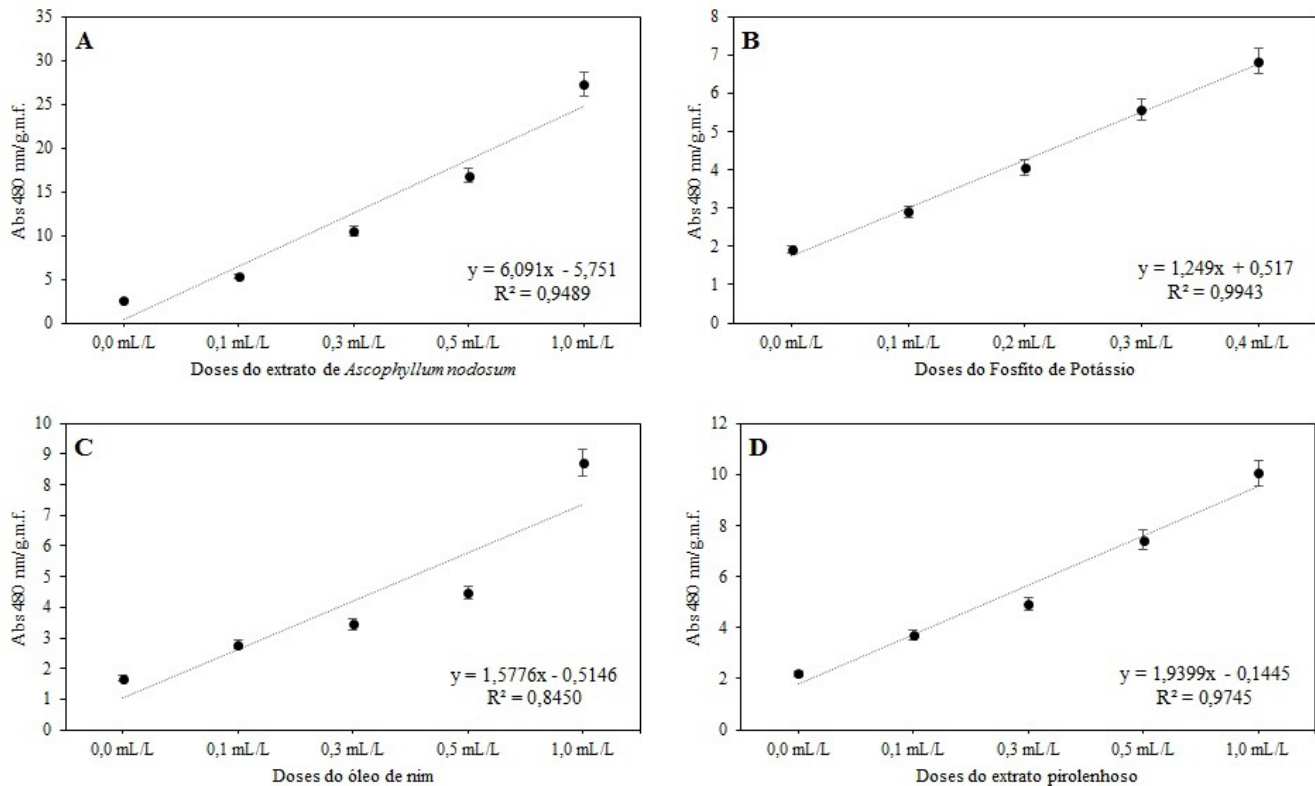 A
Abs 480 nm/g.m.f.
35
30
25
20
15
10
5
0
y = 6,091x - 5,751
R² = 0,9489
0,0 mL/L 0,1 mL/L 0,3 mL/L 0,5 mL/L 1,0 mL/L
Doses do extrato de Ascophyllum nodosum
B
Abs 480 nm/g.m.f.
8
7
6
5
4
3
2
1
0
y = 1,249x + 0,517
R² = 0,9943
0,0 mL/L 0,1 mL/L 0,2 mL/L 0,3 mL/L 0,4 mL/L
Doses do Fosfito de Potássio
C
Abs 480 nm/g.m.f.
10
9
8
7
6
5
4
3
2
1
0
y = 1,5776x - 0,5146
R² = 0,8450
0,0 mL/L 0,1 mL/L 0,3 mL/L 0,5 mL/L 1,0 mL/L
Doses do óleo de nim
D
Abs 480 nm/g.m.f.
12
10
8
6
4
2
0
y = 1,9399x - 0,1445
R² = 0,9745
0,0 mL/L 0,1 mL/L 0,3 mL/L 0,5 mL/L 1,0 mL/L
Doses do extrato pirolenhoso